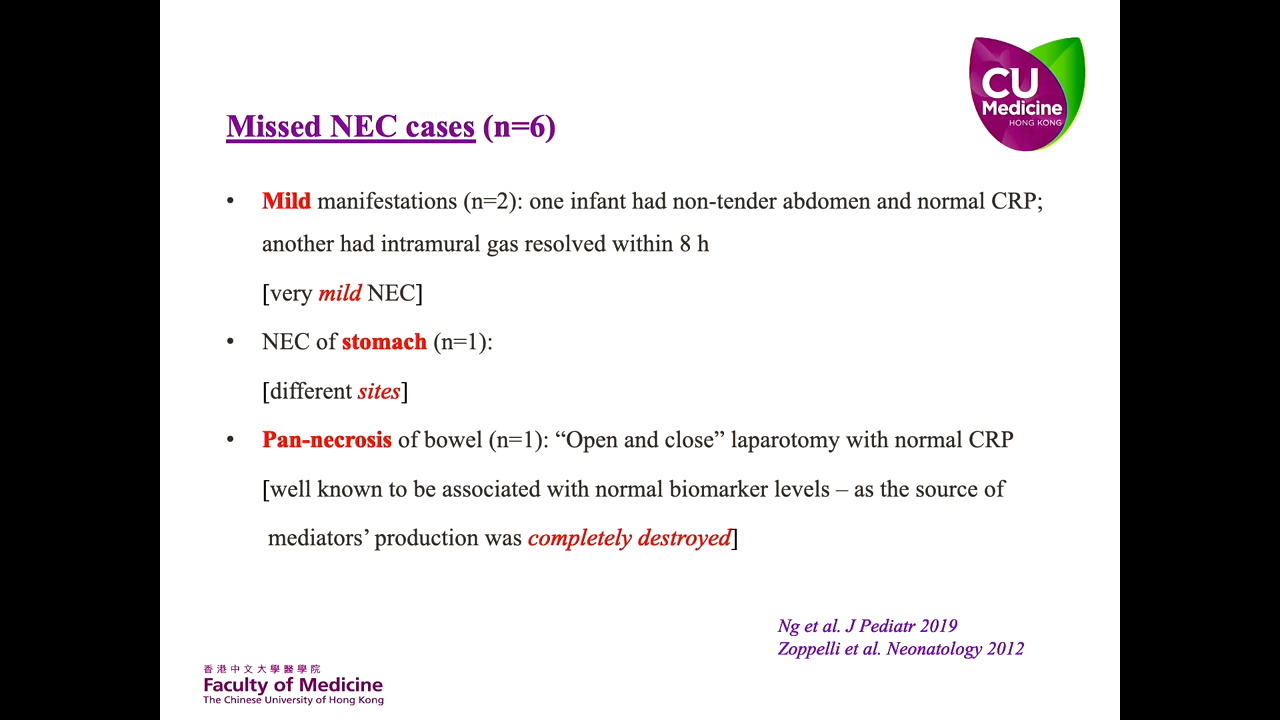 CU
Medicine
HONG KONG
Missed NEC cases (n=6)
• Mild manifestations (n=2): one infant had non-tender abdomen and normal CRP;
another had intramural gas resolved within 8 h
[very mild NEC]
• NEC of stomach (n=1):
[different sites]
• Pan-necrosis of bowel (n=1): “Open and close” laparotomy with normal CRP
[well known to be associated with normal biomarker levels – as the source of
mediators’ production was completely destroyed]
Ng et al. J Pediatr 2019
Zoppelli et al. Neonatology 2012
香港中文大學醫學院
Faculty of Medicine
The Chinese University of Hong Kong